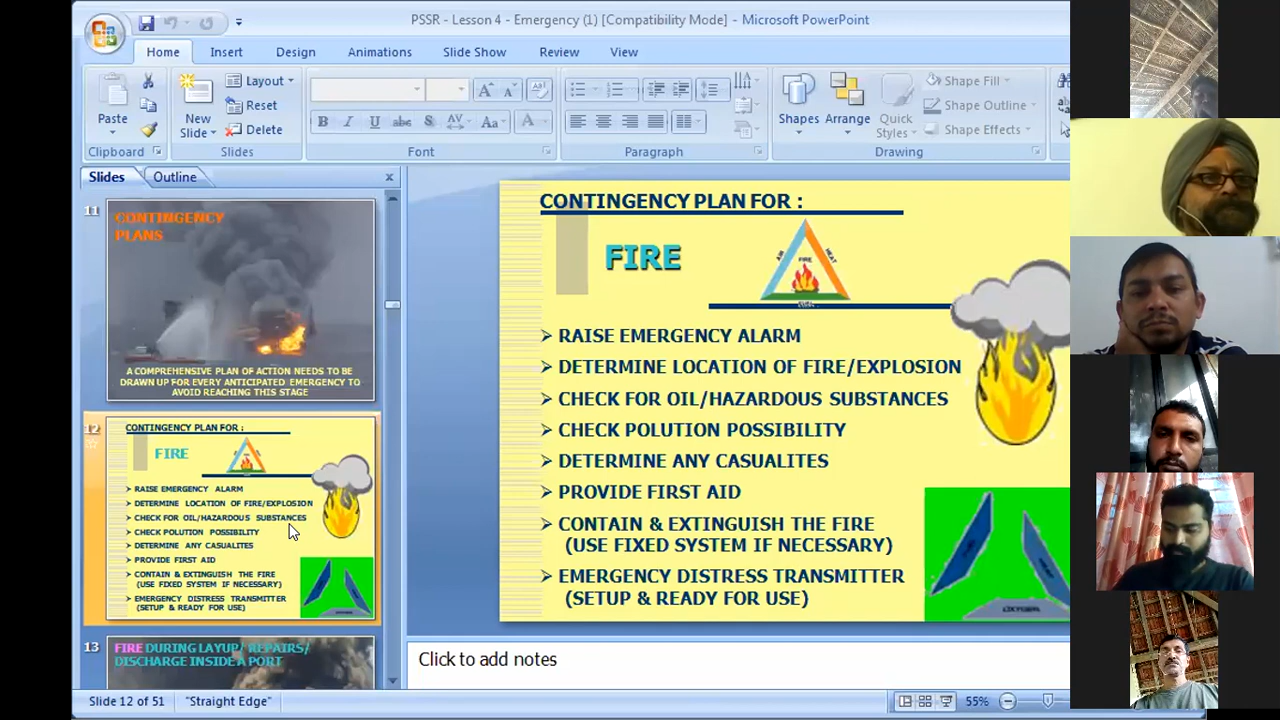 PSSR - Lesson 4 - Emergency (1) [Compatibility Mode] - Microsoft PowerPoint
Home Insert Design Animations Slide Show Review View
Paste
New Slide
Layout
Reset
Delete
Shapes
Arrange
Quick Styles
Shape Fill
Shape Outline
Shape Effects
Clipboard Slides Font Paragraph Drawing
Slides Outline
11
CONTINGENCY
PLANS
A COMPREHENSIVE PLAN OF ACTION NEEDS TO BE
DRAWN UP FOR EVERY ANTICIPATED EMERGENCY TO
AVOID REACHING THIS STAGE
12
CONTINGENCY PLAN FOR :
FIRE
RAISE EMERGENCY ALARM
DETERMINE LOCATION OF FIRE/EXPLOSION
CHECK FOR OIL/HAZARDOUS SUBSTANCES
CHECK POLUTION POSSIBILITY
DETERMINE ANY CASUALITES
PROVIDE FIRST AID
CONTAIN & EXTINGUISH THE FIRE
(USE FIXED SYSTEM IF NECESSARY)
EMERGENCY DISTRESS TRANSMITTER
(SETUP & READY FOR USE)
13
FIRE DURING LAYUP/ REPAIRS/
DISCHARGE INSIDE A PORT
CONTINGENCY PLAN FOR :
FIRE
AIR
HEAT
FIRE
➢ RAISE EMERGENCY ALARM
➢ DETERMINE LOCATION OF FIRE/EXPLOSION
➢ CHECK FOR OIL/HAZARDOUS SUBSTANCES
➢ CHECK POLUTION POSSIBILITY
➢ DETERMINE ANY CASUALITES
➢ PROVIDE FIRST AID
➢ CONTAIN & EXTINGUISH THE FIRE
(USE FIXED SYSTEM IF NECESSARY)
➢ EMERGENCY DISTRESS TRANSMITTER
(SETUP & READY FOR USE)
OXYGEN
Click to add notes
Slide 12 of 51 "Straight Edge" 55%